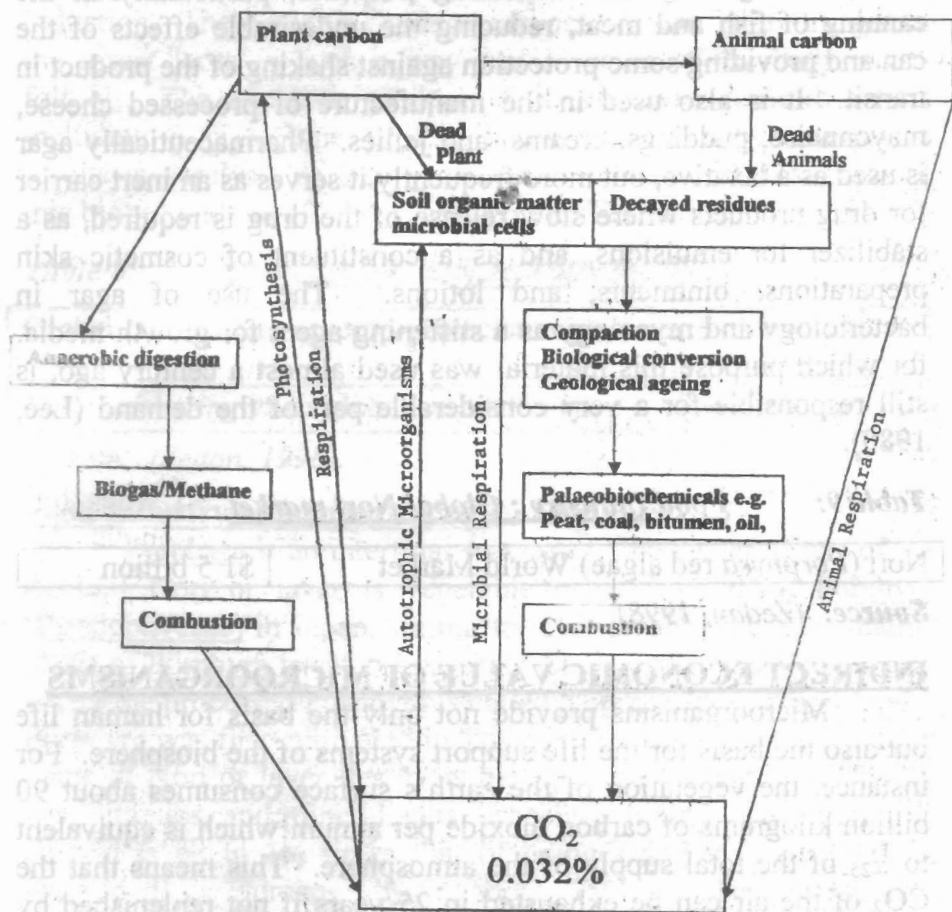 Plant carbon
Animal carbon
Dead
Plant
Dead
Animals
Soil organic matter
microbial cells
Decayed residues
Photosynthesis
Respiration
Autotrophic Microorganisms
Microbial Respiration
Animal Respiration
Anaerobic digestion
Compaction
Biological conversion
Geological ageing
Biogas/Methane
Palaeobiochemicals e.g.
Peat, coal, bitumen, oil,
Combustion
Combustion
CO₂
0.032%
canning of fish and meat, reducing the undesirable effects of the
can and providing some protection against shaking of the product in
transit. It is also used in the manufacture of processed cheese,
puddings, creams and jellies. Pharmaceutically agar
is used as a laxative, but more frequently it serves as an inert carrier
for drug products where slow release of the drug is required, as a
stabilizer for emulsions and as a constituent of cosmetic skin
preparations, and lotions. The use of agar in
bacteriology and mycology as a stiffening agent for growth media.
which purpose this material was used almost a century ago, is
still responsible for a very considerable part of the demand (Lee,
Global Nori market
Nori (red algae) World Market
billion
Source:
INDIRECT ECONOMIC VALUE OF MICROORGANISMS
Microorganisms provide not only the basis for human life
but also the basis for the life support systems of the biosphere. For
instance, the vegetation of the earth's surface consumes about 90
billion kilograms of carbon dioxide per annum which is equivalent
of the total supply of the atmosphere. This means that the
CO₂ of the air can be exhausted in 25 years if not replenished by